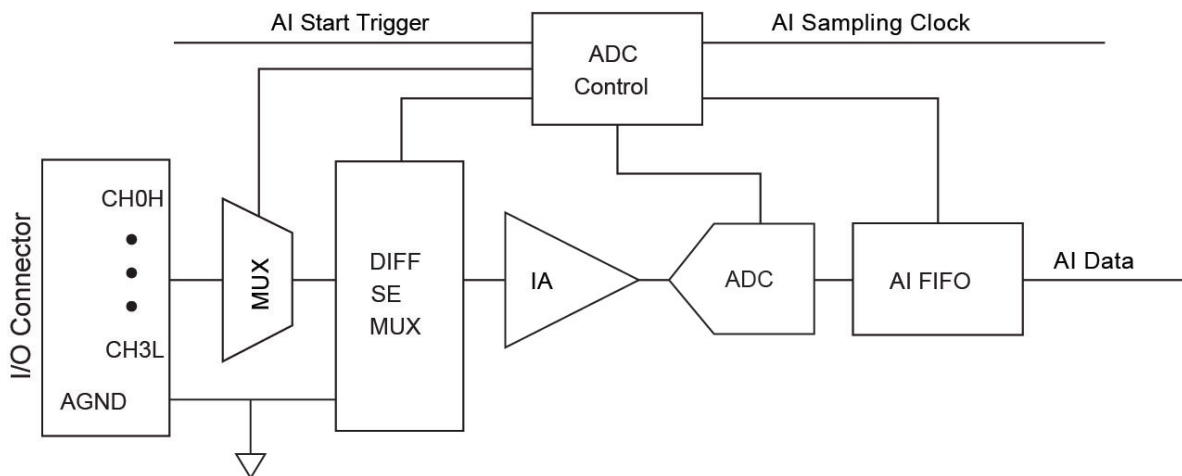 AI Start Trigger
AI Sampling Clock
ADC
Control
I/O Connector
CH0H
CH3L
AGND
MUX
DIFF
SE
MUX
IA
ADC
AI FIFO
AI Data